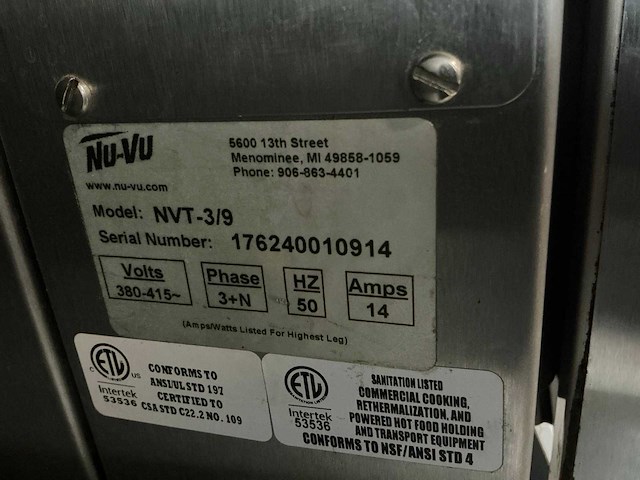 NU-VU
www.nu-vu.com
5600 13th Street
Menominee, MI 49858-1059
Phone: 906-863-4401
Model: NVT-3/9
Serial Number: 176240010914
Volts
380-415~
Phase
3+N
HZ
50
Amps
14
(Amps/Watts Listed For Highest Leg)
ETL
C US
Intertek
53536
CONFORMS TO
ANSI/UL STD 197
CERTIFIED TO
CSA STD C22.2 NO. 109
ETL
Intertek
53536
SANITATION LISTED
COMMERCIAL COOKING,
RETHERMALIZATION, AND
POWERED HOT FOOD HOLDING
AND TRANSPORT EQUIPMENT
CONFORMS TO NSF/ANSI STD 4